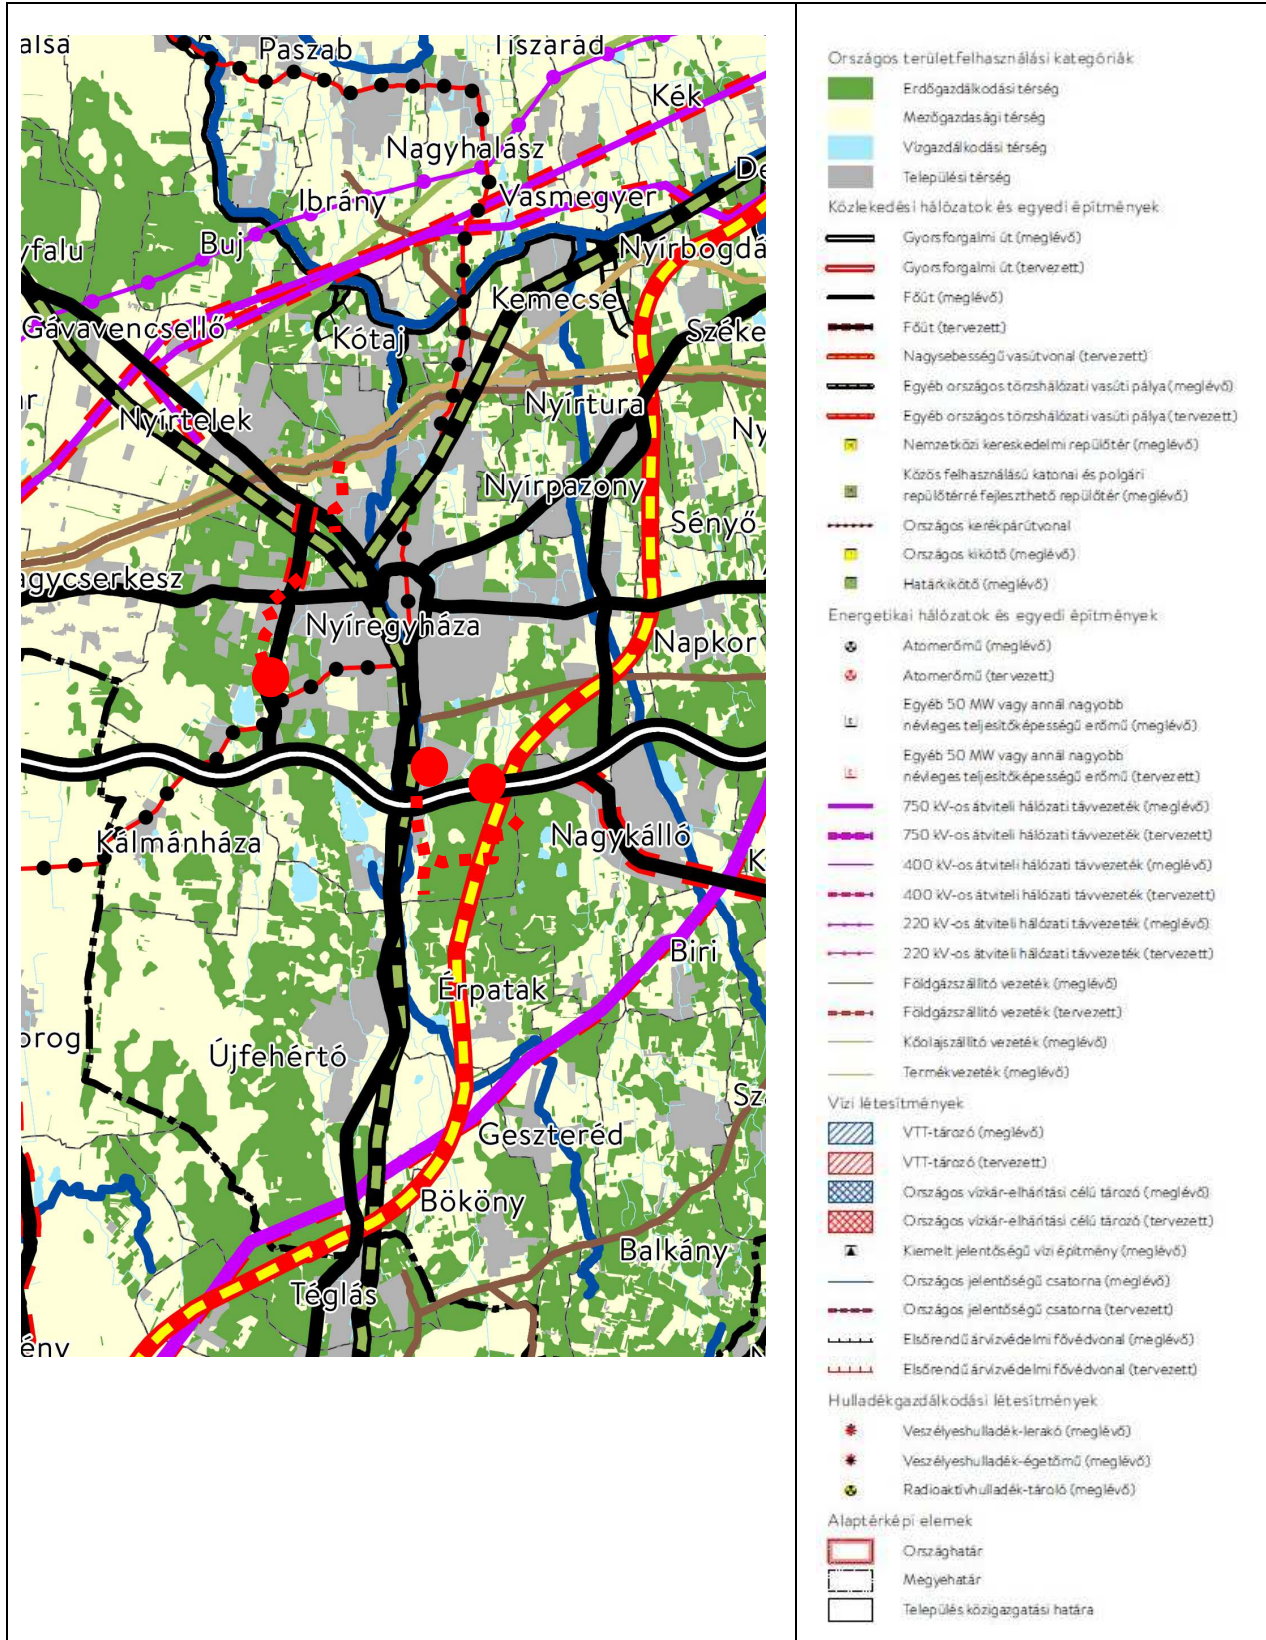 alsa
Paszab
Tiszarád
Kék
Nagyhalász
De
Ibrány
Vasmegyer
Buj
yfalu
Nyírbogdá
Kemecse
Gávavencsellő
Kótaj
Széke
ar
Nyírtura
Nyírtelek
Ny
Nyírpazony
Sényő
agycserkesz
Nyíregyháza
Napkor
Kálmánháza
Nagykálló
K
Biri
Érpatak
orog
Újfehértó
Sz
Geszteréd
Bököny
Balkány
Téglás
ény
N
Országos területfelhasználási kategóriák
Erdőgazdálkodási térség
Mezőgazdasági térség
Vízgazdálkodási térség
Települési térség
Közlekedési hálózatok és egyedi építmények
Gyorsforgalmi út (meglévő)
Gyorsforgalmi út (tervezett)
Főút (meglévő)
Főút (tervezett)
Nagysebességű vasútvonal (tervezett)
Egyéb országos törzshálózati vasúti pálya (meglévő)
Egyéb országos törzshálózati vasúti pálya (tervezett)
Nemzetközi kereskedelmi repülőtér (meglévő)
Közös felhasználású katonai és polgári
repülőtérré fejleszthető repülőtér (meglévő)
Országos kerékpárútvonal
Országos kikötő (meglévő)
Határkikötő (meglévő)
Energetikai hálózatok és egyedi építmények
Atomerőmű (meglévő)
Atomerőmű (tervezett)
Egyéb 50 MW vagy annál nagyobb
névleges teljesítőképességű erőmű (meglévő)
Egyéb 50 MW vagy annál nagyobb
névleges teljesítőképességű erőmű (tervezett)
750 kV-os átviteli hálózati távvezeték (meglévő)
750 kV-os átviteli hálózati távvezeték (tervezett)
400 kV-os átviteli hálózati távvezeték (meglévő)
400 kV-os átviteli hálózati távvezeték (tervezett)
220 kV-os átviteli hálózati távvezeték (meglévő)
220 kV-os átviteli hálózati távvezeték (tervezett)
Földgázszállító vezeték (meglévő)
Földgázszállító vezeték (tervezett)
Kőolajszállító vezeték (meglévő)
Termékvezeték (meglévő)
Vízi létesítmények
VTT-tározó (meglévő)
VTT-tározó (tervezett)
Országos vízkár-elhárítási célú tározó (meglévő)
Országos vízkár-elhárítási célú tározó (tervezett)
Kiemelt jelentőségű vízi építmény (meglévő)
Országos jelentőségű csatorna (meglévő)
Országos jelentőségű csatorna (tervezett)
Elsőrendű árvízvédelmi fővédvonal (meglévő)
Elsőrendű árvízvédelmi fővédvonal (tervezett)
Hulladékgazdálkodási létesítmények
Veszélyeshulladék-lerakó (meglévő)
Veszélyeshulladék-égetőmű (meglévő)
Radioaktívhulladék-tároló (meglévő)
Alaptérképi elemek
Országhatár
Megyehatár
Település közigazgatási határa